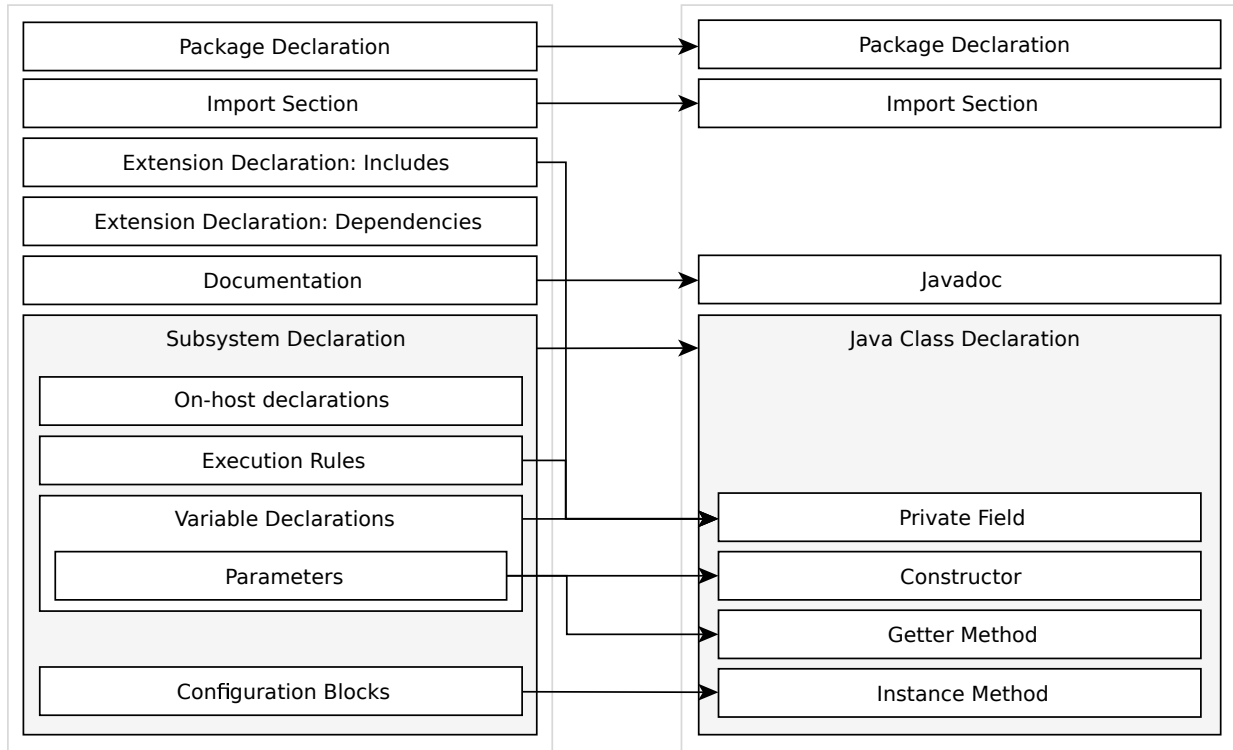 Package Declaration
Import Section
Extension Declaration: Includes
Extension Declaration: Dependencies
Documentation
Subsystem Declaration
On-host declarations
Execution Rules
Variable Declarations
Parameters
Configuration Blocks
Package Declaration
Import Section
Javadoc
Java Class Declaration
Private Field
Constructor
Getter Method
Instance Method